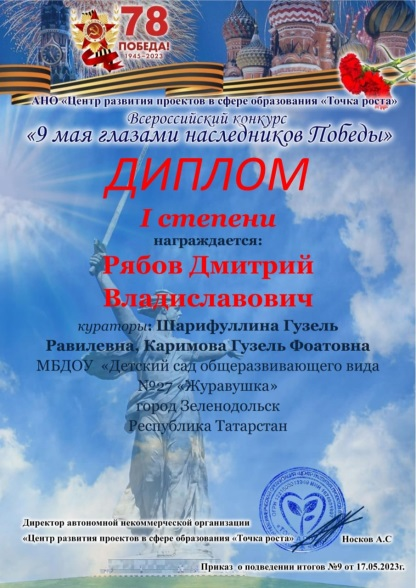 78
ПОБЕДА!
1945-2023
АНО «Центр развития проектов в сфере образования «Точка роста»
Всероссийский конкурс
«9 мая глазами наследников Победы»
ДИПЛОМ
I степени
награждается:
Рябов Дмитрий
Владиславович
кураторы: Шарифуллина Гузель
Равилевна, Каримова Гузель Фоатовна
МБДОУ «Детский сад общеразвивающего вида
№27 «Журавушка»
город Зеленодольск
Республика Татарстан
Директор автономной некоммерческой организации
«Центр развития проектов в сфере образования «Точка роста» Носков А.С
Приказ о подведении итогов №9 от 17.05.2023г.